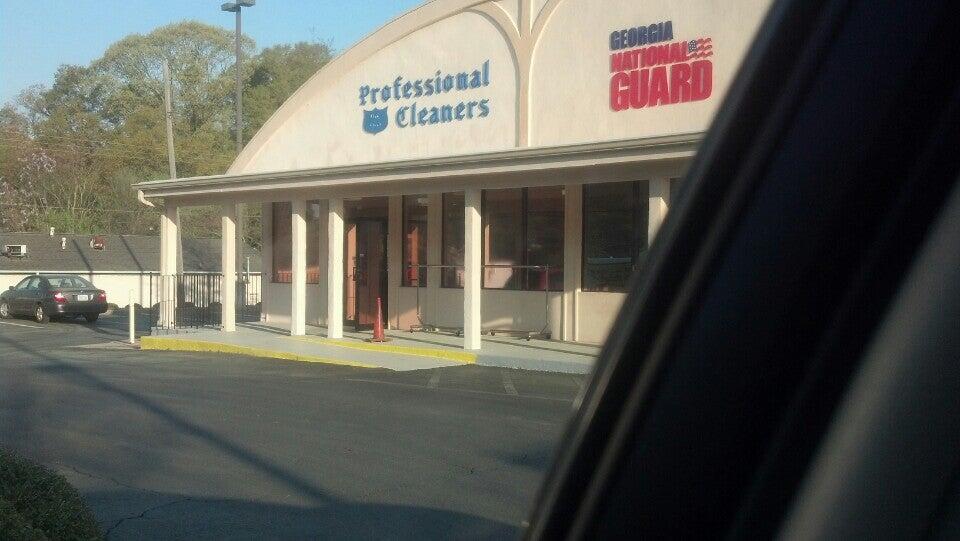 Professional
Cleaners
GEORGIA
NATIONAL
GUARD